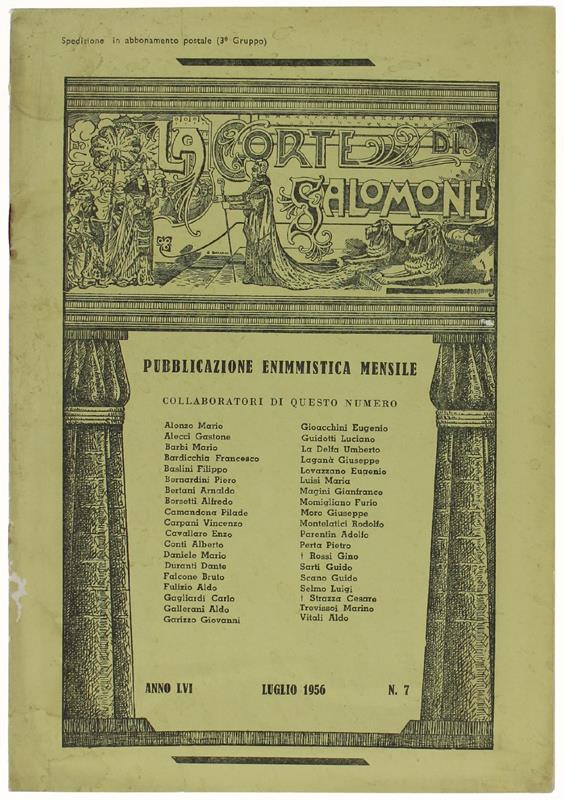 Spedizione in abbonamento postale (3º Gruppo)
LA CORTE DI
SALOMONE
PUBBLICAZIONE ENIMMISTICA MENSILE
COLLABORATORI DI QUESTO NUMERO
Alonzo Mario
Alecci Gastone
Barbi Mario
Bardicchia Francesco
Baslini Filippo
Bernardini Piero
Bertani Arnaldo
Borsetti Alfredo
Camandona Pilade
Carpani Vincenzo
Cavallaro Enzo
Conti Alberto
Daniele Mario
Duranti Dante
Falcone Bruto
Fulizio Aldo
Gagliardi Carlo
Gallerani Aldo
Garizzo Giovanni
Gioacchini Eugenio
Guidotti Luciano
La Delfa Umberto
Laganà Giuseppe
Lovazzano Eugenio
Luisi Maria
Magini Gianfranco
Momigliano Furio
Moro Giuseppe
Montelatici Rodolfo
Parentin Adolfo
Perta Pietro
† Rossi Gino
Sarti Guido
Scano Guido
Selmo Luigi
† Strazza Cesare
Trevissoi Marino
Vitali Aldo
ANNO LVI LUGLIO 1956 N. 7